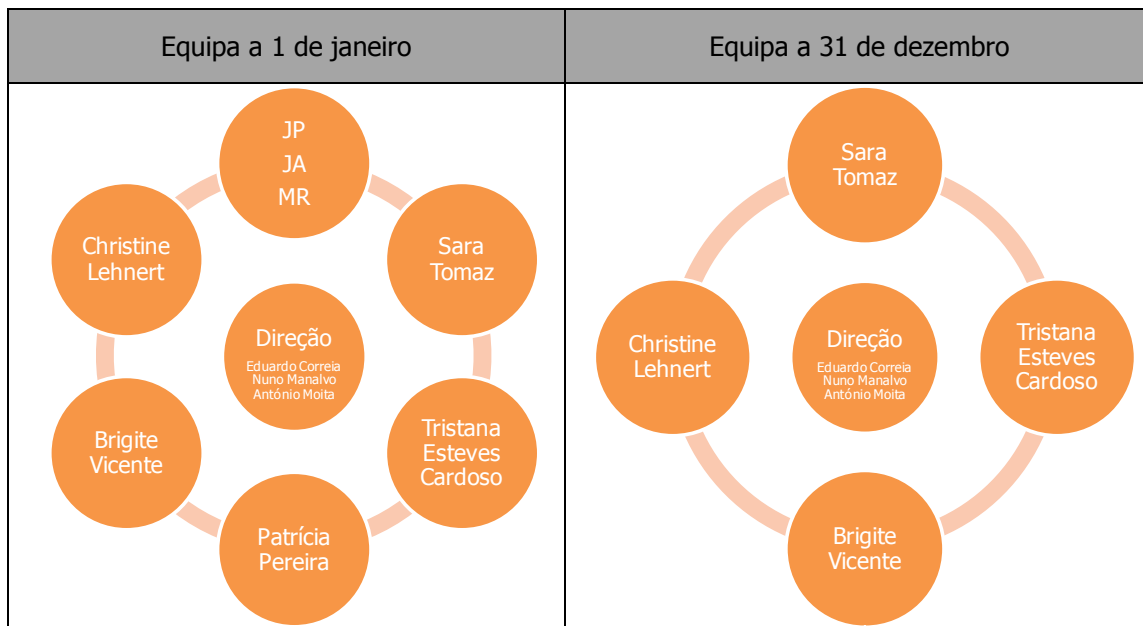 Equipa a 1 de janeiro
Equipa a 31 de dezembro
JP
JA
MR
Christine
Lehnert
Sara
Tomaz
Direção
Eduardo Correia
Nuno Manalvo
António Moita
Brigite
Vicente
Tristana
Esteves
Cardoso
Patrícia
Pereira
Sara
Tomaz
Christine
Lehnert
Direção
Eduardo Correia
Nuno Manalvo
António Moita
Tristana
Esteves
Cardoso
Brigite
Vicente